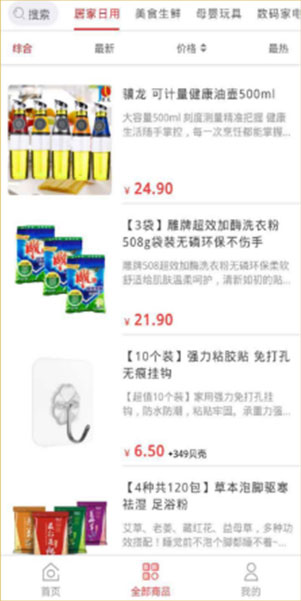 搜索 居家日用 美食生鲜 母婴玩具 数码家电
综合 最新 价格 最热
骥龙 可计量健康油壶500ml
大容量500ml 刻度测量精准把握 健康
生活随手掌控，每一次烹饪都能掌握...
¥ 24.90
【3袋】雕牌超效加酶洗衣粉
508g袋装无磷环保不伤手
雕牌508超效加酶洗衣粉无磷环保柔软
舒适给肌肤温柔呵护，清新如初的贴...
¥ 21.90
【10个装】强力粘胶贴 免打孔
无痕挂钩
【超值10个装】家用强力免打孔挂
钩，防水防潮，粘贴牢固。承重力强...
¥ 6.50 +349贝壳
【4种共120包】草本泡脚驱寒
祛湿 足浴粉
艾草、老姜、藏红花、益母草，多种功
效搭配！睡觉前不泡个脚都睡不着~...
首页 全部商品 我的